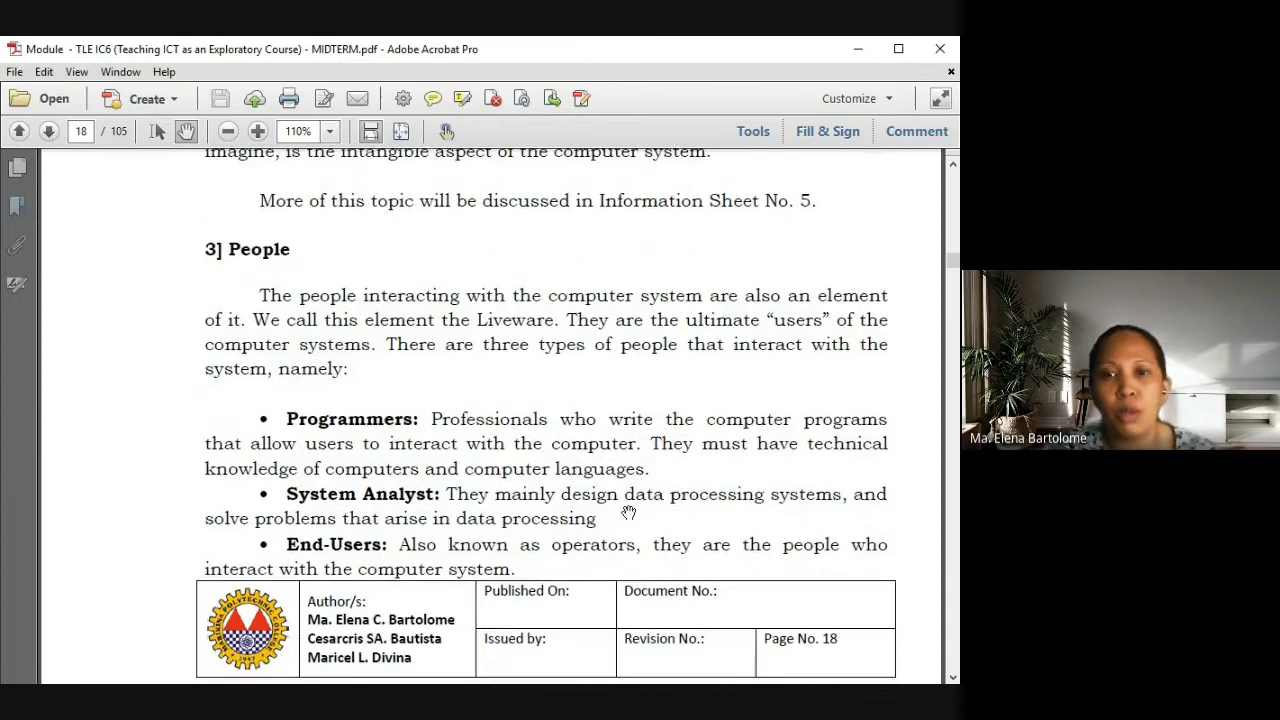 Module - TLE IC6 (Teaching ICT as an Exploratory Course) - MIDTERM.pdf - Adobe Acrobat Pro
File Edit View Window Help
Open Create Customize
18 / 105 110% Tools Fill & Sign Comment
imagine, is the intangible aspect of the computer system.
More of this topic will be discussed in Information Sheet No. 5.
3] People
The people interacting with the computer system are also an element
of it. We call this element the Liveware. They are the ultimate “users” of the
computer systems. There are three types of people that interact with the
system, namely:
• Programmers: Professionals who write the computer programs
that allow users to interact with the computer. They must have technical
knowledge of computers and computer languages.
• System Analyst: They mainly design data processing systems, and
solve problems that arise in data processing
• End-Users: Also known as operators, they are the people who
interact with the computer system.
Author/s:
Ma. Elena C. Bartolome
Cesarcris SA. Bautista
Maricel L. Divina
Published On:
Document No.:
Issued by:
Revision No.:
Page No. 18
Ma. Elena Bartolome